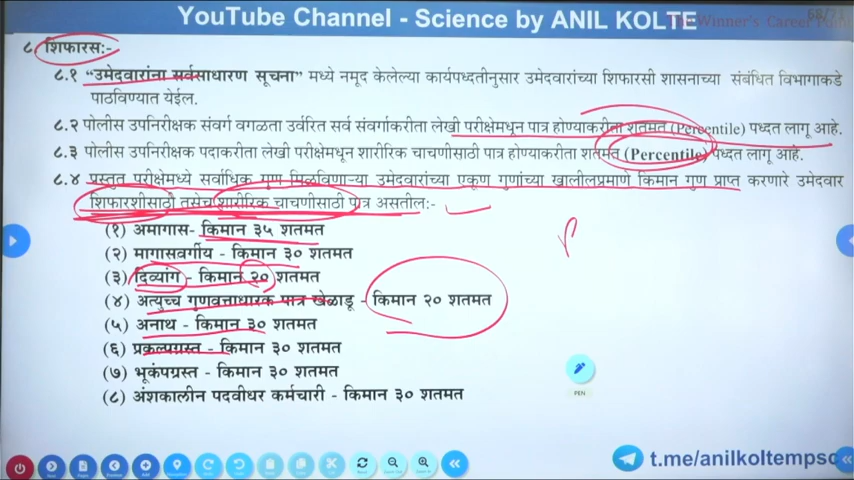 YouTube Channel - Science by ANIL KOLTE
The Winner's Career Point
८. शिफारस:-
८.१ "उमेदवारांना सर्वसाधारण सूचना" मध्ये नमूद केलेल्या कार्यपध्दतीनुसार उमेदवारांच्या शिफारसी शासनाच्या संबंधित विभागाकडे
पाठविण्यात येईल.
८.२ पोलीस उपनिरीक्षक संवर्ग वगळता उर्वरित सर्व संवर्गाकरीता लेखी परीक्षेमधून पात्र होण्याकरीता शतमत (Percentile) पध्दत लागू आहे.
८.३ पोलीस उपनिरीक्षक पदाकरीता लेखी परीक्षेमधून शारीरिक चाचणीसाठी पात्र होण्याकरीता शतमत (Percentile) पध्दत लागू आहे.
८.४ प्रस्तुत परीक्षेमध्ये सर्वाधिक गुण मिळविणाऱ्या उमेदवारांच्या एकूण गुणांच्या खालीलप्रमाणे किमान गुण प्राप्त करणारे उमेदवार
शिफारशीसाठी तसेच शारीरिक चाचणीसाठी पात्र असतील:-
(१) अमागास- किमान ३५ शतमत
(२) मागासवर्गीय - किमान ३० शतमत
(३) दिव्यांग - किमान २० शतमत
(४) अत्युच्च गुणवत्ताधारक पात्र खेळाडू - किमान २० शतमत
(५) अनाथ - किमान ३० शतमत
(६) प्रकल्पग्रस्त - किमान ३० शतमत
(७) भूकंपग्रस्त - किमान ३० शतमत
(८) अंशकालीन पदवीधर कर्मचारी - किमान ३० शतमत
PEN
t.me/anilkoltempsc